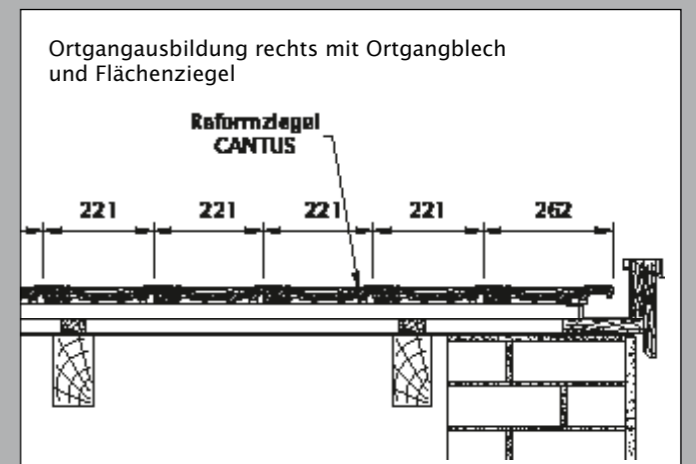 Ortgangausbildung rechts mit Ortgangblech
und Flächenziegel
Reformziegel
CANTUS
221 221 221 221 262